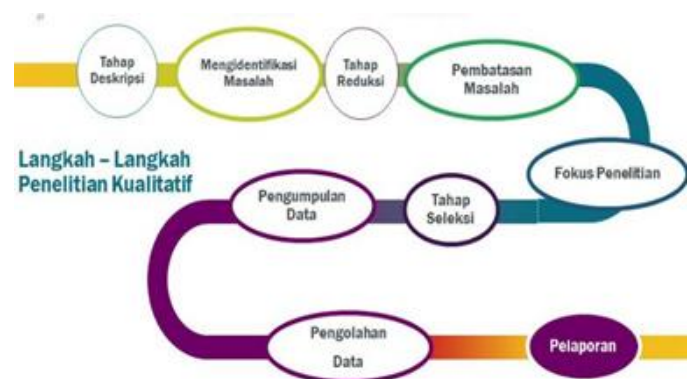 Tahap
Deskripsi
Mengidentifikasi
Masalah
Tahap
Reduksi
Pembatasan
Masalah
Langkah – Langkah
Penelitian Kualitatif
Fokus Penelitian
Tahap
Seleksi
Pengumpulan
Data
Pengolahan
Data
Pelaporan